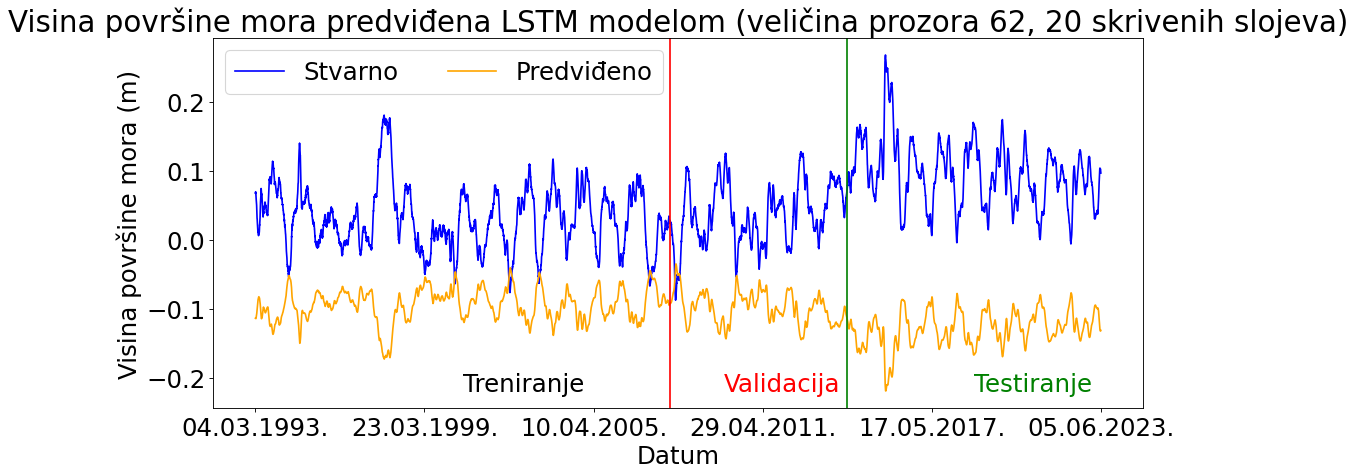 Visina površine mora predviđena LSTM modelom (veličina prozora 62, 20 skrivenih slojeva)
Stvarno
Predviđeno
Visina površine mora (m)
0.2
0.1
0.0
−0.1
−0.2
Treniranje
Validacija
Testiranje
04.03.1993.
23.03.1999.
10.04.2005.
29.04.2011.
17.05.2017.
05.06.2023.
Datum